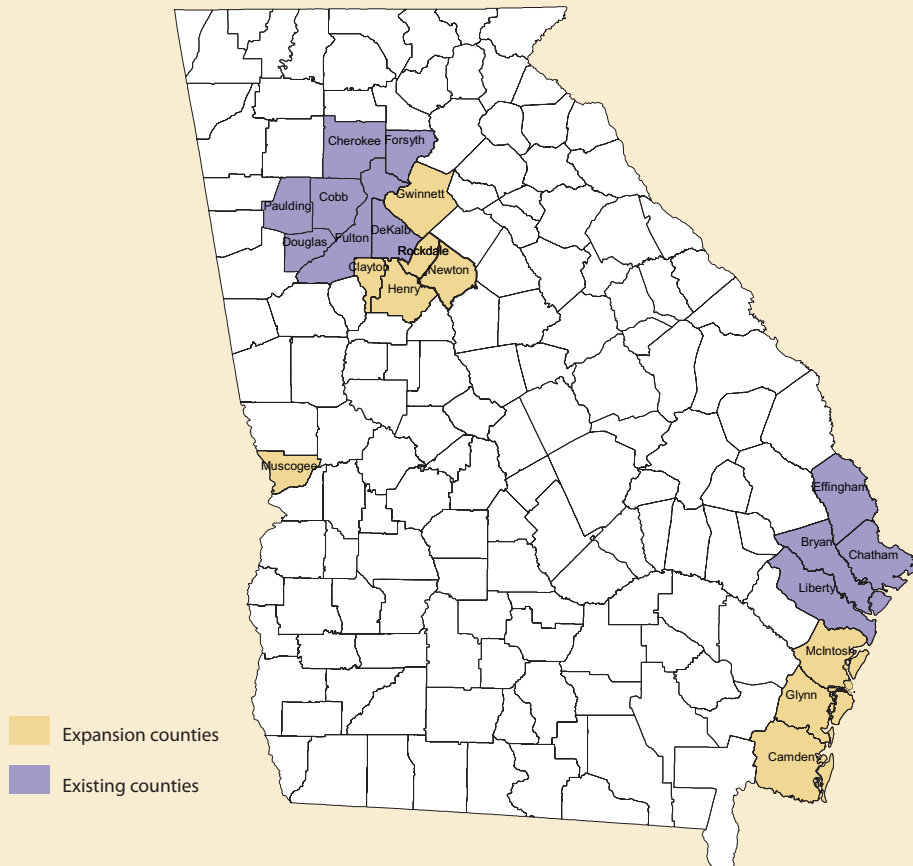 Cherokee
Forsyth
Gwinnett
Cobb
Paulding
DeKalb
Fulton
Douglas
Rockdale
Clayton
Newton
Henry
Muscogee
Effingham
Bryan
Chatham
Liberty
McIntosh
Glynn
Camden
Expansion counties
Existing counties